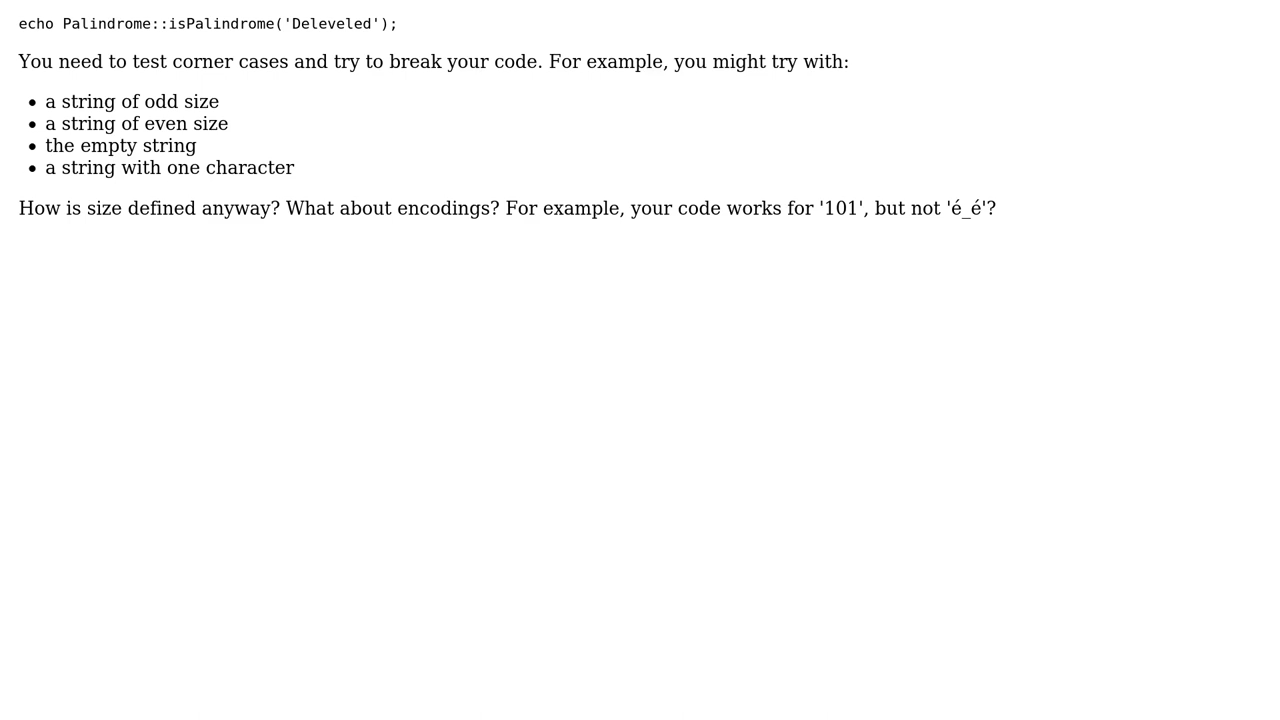 echo Palindrome::isPalindrome('Deleveled');
You need to test corner cases and try to break your code. For example, you might try with:
• a string of odd size
• a string of even size
• the empty string
• a string with one character
How is size defined anyway? What about encodings? For example, your code works for '101', but not 'é_é'?